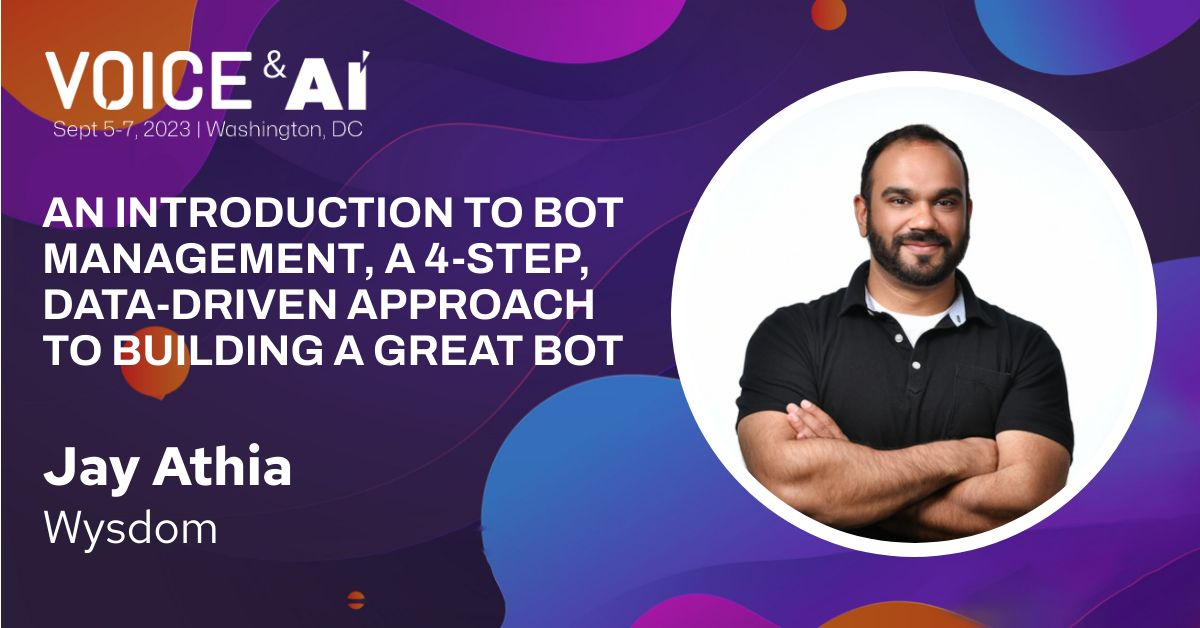 VOICE & AI
Sept 5-7, 2023 | Washington, DC
AN INTRODUCTION TO BOT
MANAGEMENT, A 4-STEP,
DATA-DRIVEN APPROACH
TO BUILDING A GREAT BOT
Jay Athia
Wysdom